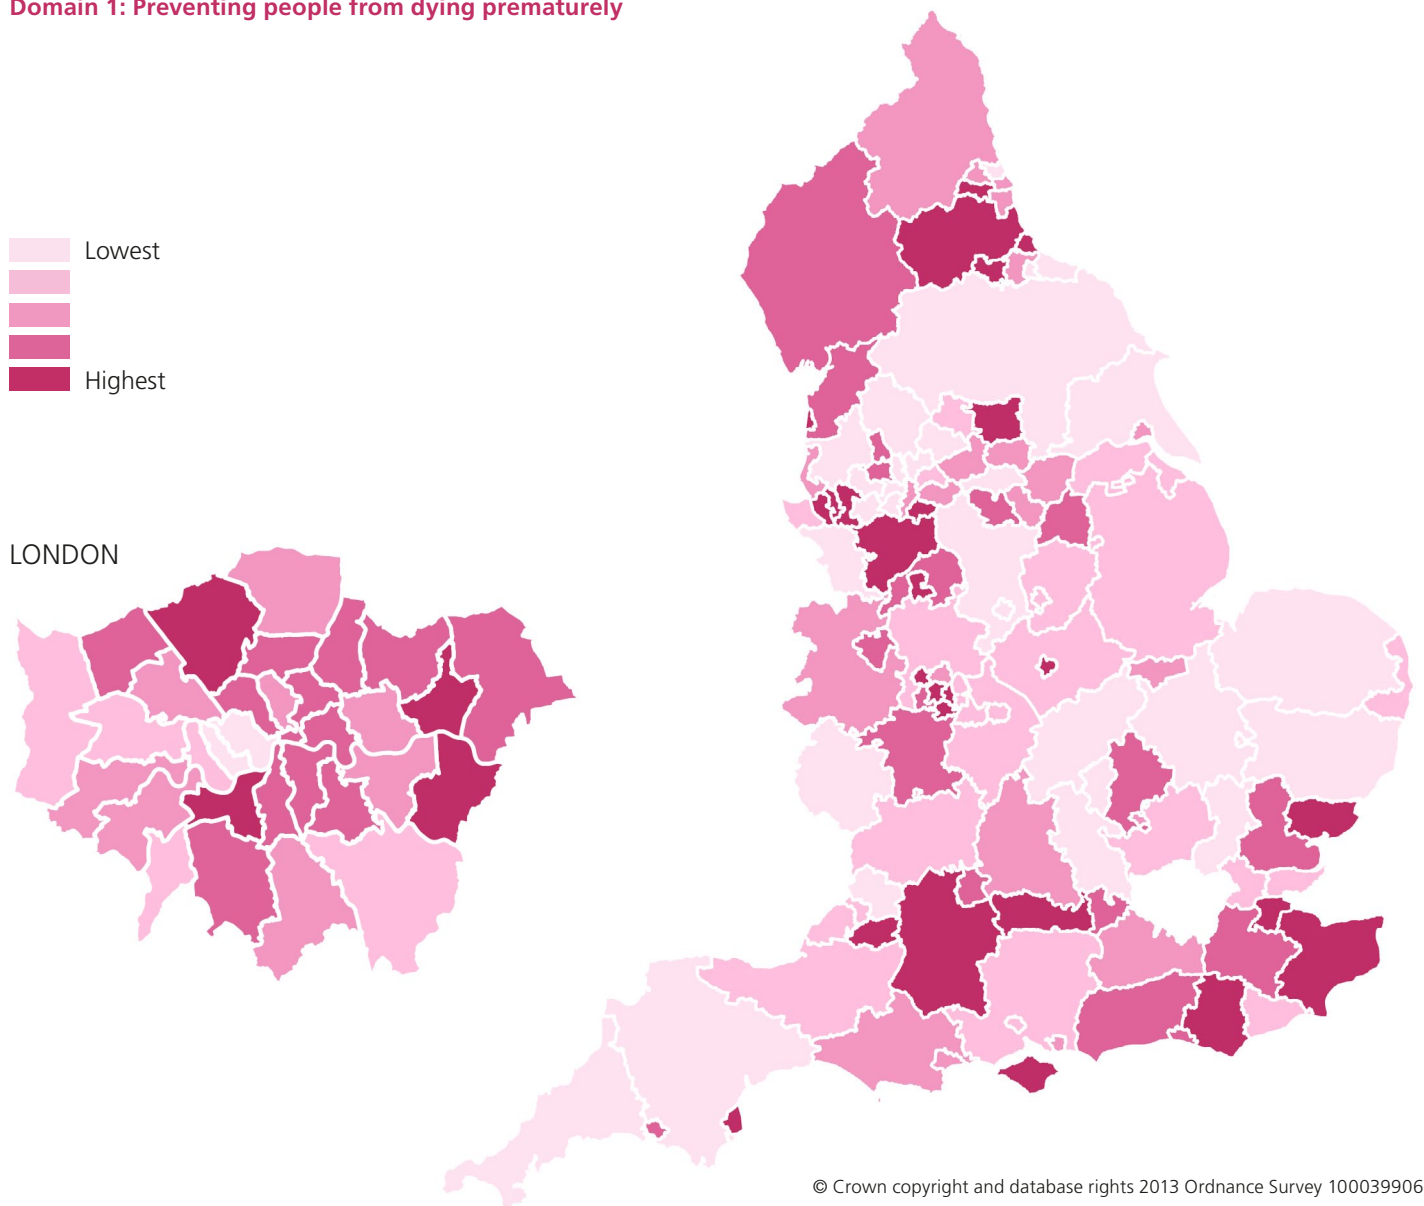 Domain 1: Preventing people from dying prematurely
Lowest
Highest
LONDON
© Crown copyright and database rights 2013 Ordnance Survey 100039906